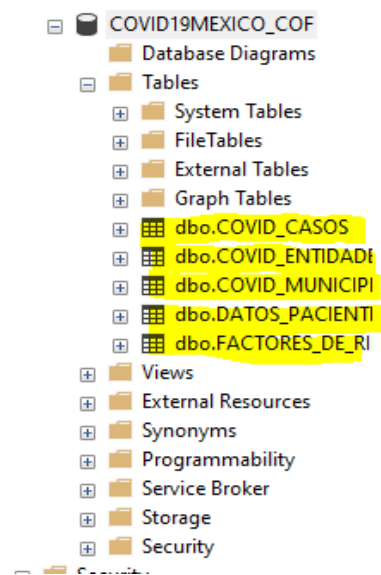 COVID19MEXICO_COF
Database Diagrams
Tables
System Tables
FileTables
External Tables
Graph Tables
dbo.COVID_CASOS
dbo.COVID_ENTIDADE
dbo.COVID_MUNICIPI
dbo.DATOS_PACIENTI
dbo.FACTORES_DE_RI
Views
External Resources
Synonyms
Programmability
Service Broker
Storage
Security
Security